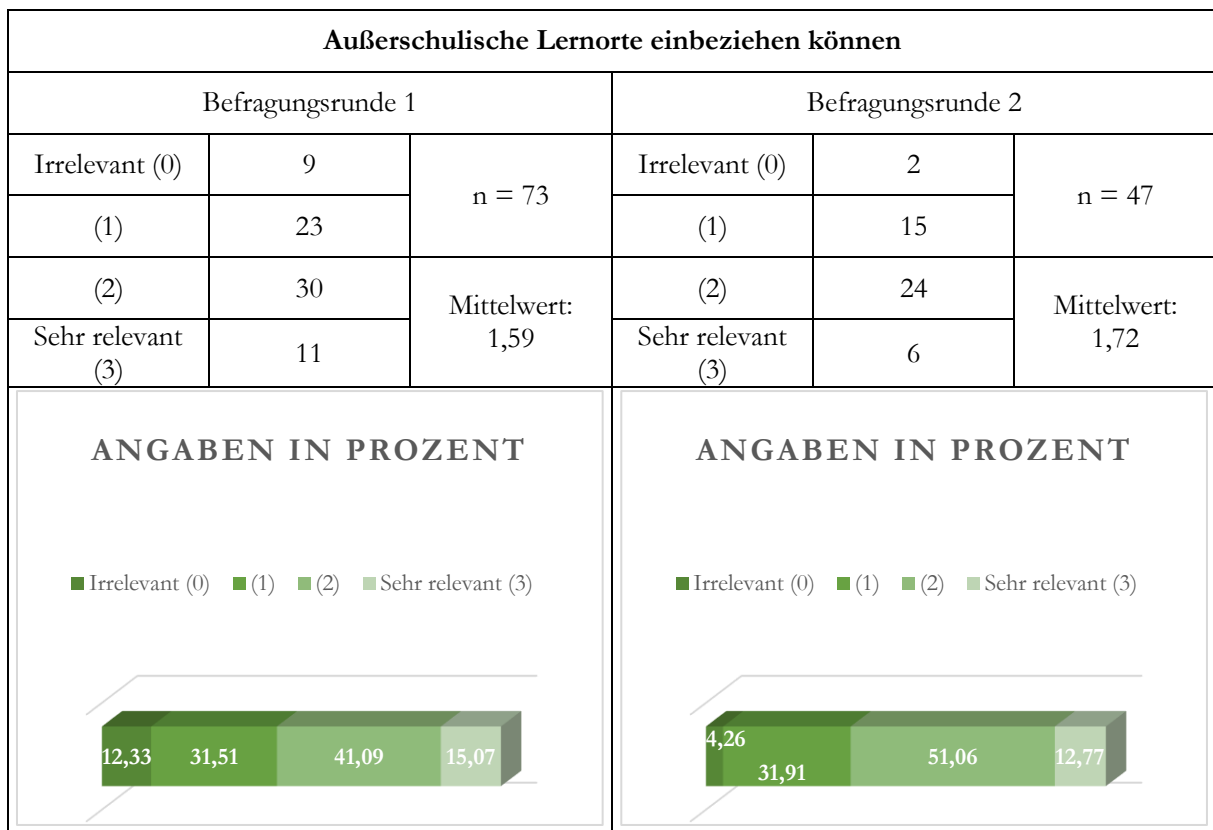 Außerschulische Lernorte einbeziehen können
Befragungsrunde 1
Irrelevant (0)
9
n = 73
(1)
23
(2)
30
Mittelwert:
1,59
Sehr relevant
(3)
11
Befragungsrunde 2
Irrelevant (0)
2
n = 47
(1)
15
(2)
24
Mittelwert:
1,72
Sehr relevant
(3)
6
ANGABEN IN PROZENT
Irrelevant (0) (1) (2) Sehr relevant (3)
12,33 31,51 41,09 15,07
ANGABEN IN PROZENT
Irrelevant (0) (1) (2) Sehr relevant (3)
4,26
31,91
51,06
12,77